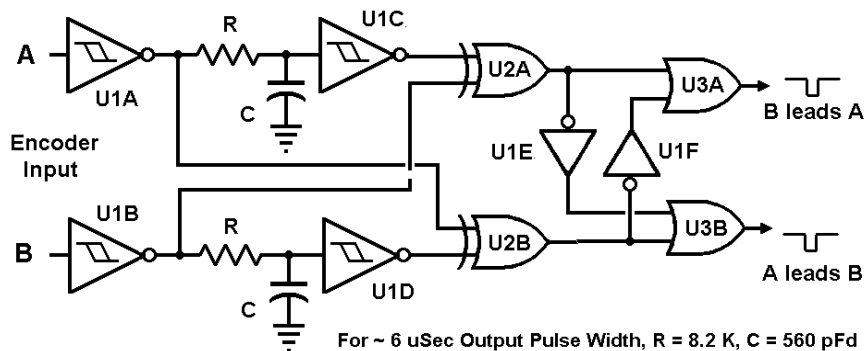 A
U1A
R
C
U1C
U2A
U3A
B leads A
Encoder
Input
U1E
U1F
B
U1B
R
C
U1D
U2B
U3B
A leads B
For ~ 6 uSec Output Pulse Width, R = 8.2 K, C = 560 pFd